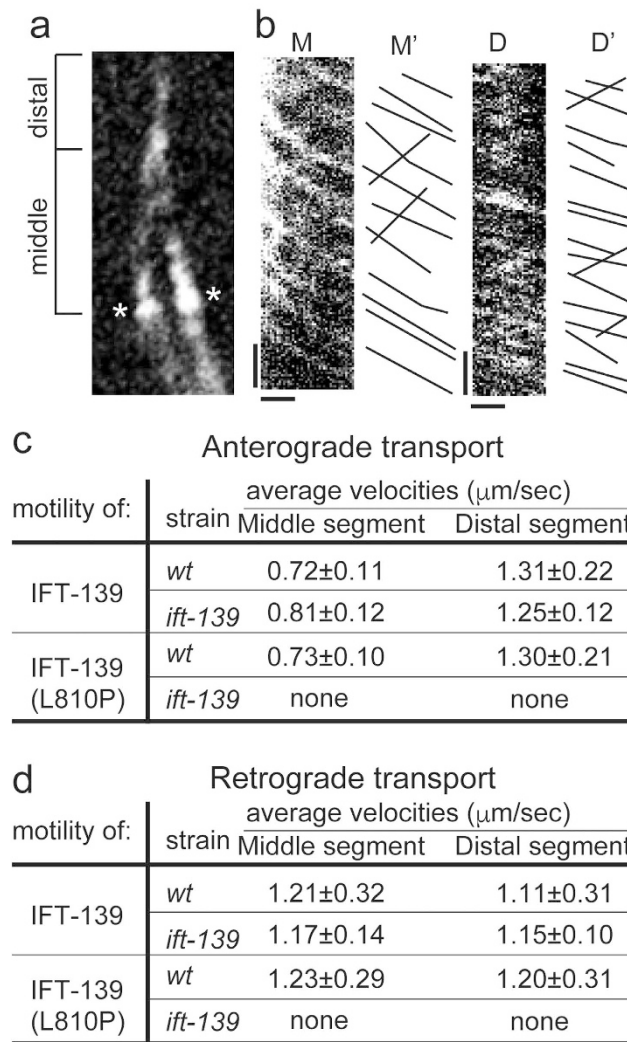 a
b
M M' D D'
distal
middle
* *
c Anterograde transport
motility of: strain average velocities (μm/sec)
Middle segment Distal segment
IFT-139 wt 0.72±0.11 1.31±0.22
ift-139 0.81±0.12 1.25±0.12
IFT-139 (L810P) wt 0.73±0.10 1.30±0.21
ift-139 none none
d Retrograde transport
motility of: strain average velocities (μm/sec)
Middle segment Distal segment
IFT-139 wt 1.21±0.32 1.11±0.31
ift-139 1.17±0.14 1.15±0.10
IFT-139 (L810P) wt 1.23±0.29 1.20±0.31
ift-139 none none